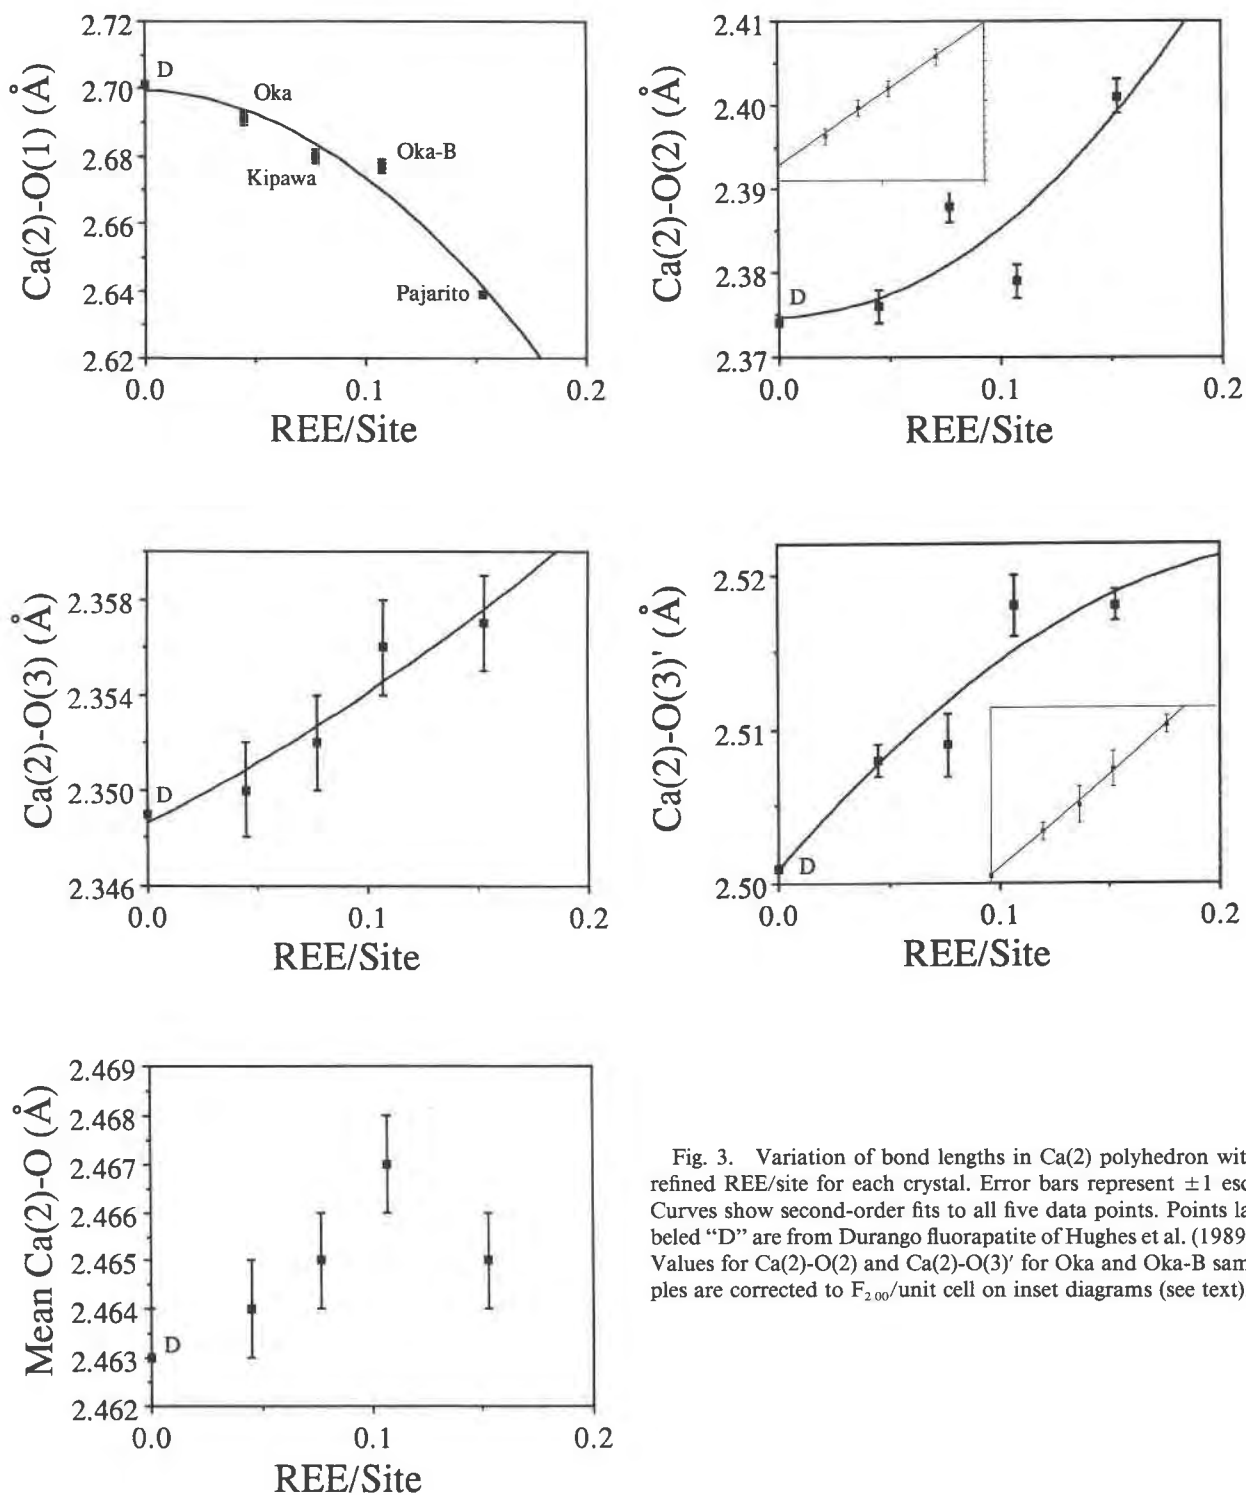 Ca(2)-O(1) (Å)
2.72
2.70
2.68
2.66
2.64
2.62
D
Oka
Kipawa
Oka-B
Pajarito
0.0
0.1
0.2
REE/Site
Ca(2)-O(2) (Å)
2.41
2.40
2.39
2.38
2.37
D
0.0
0.1
0.2
REE/Site
Ca(2)-O(3) (Å)
2.358
2.354
2.350
2.346
D
0.0
0.1
0.2
REE/Site
Ca(2)-O(3)' (Å)
2.52
2.51
2.50
D
0.0
0.1
0.2
REE/Site
Mean Ca(2)-O (Å)
2.469
2.468
2.467
2.466
2.465
2.464
2.463
2.462
D
0.0
0.1
0.2
REE/Site
Fig. 3. Variation of bond lengths in Ca(2) polyhedron wit
refined REE/site for each crystal. Error bars represent ±1 esc
Curves show second-order fits to all five data points. Points la
beled “D” are from Durango fluorapatite of Hughes et al. (1989
Values for Ca(2)-O(2) and Ca(2)-O(3)′ for Oka and Oka-B sam
ples are corrected to F₂.₀₀/unit cell on inset diagrams (see text)